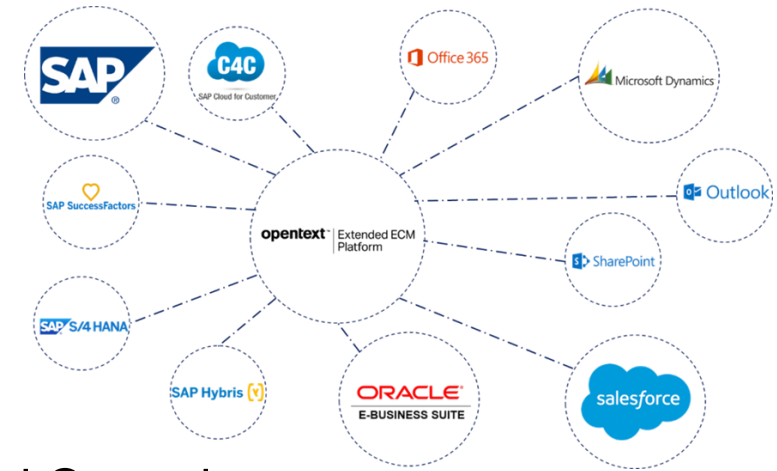 SAP
®
C4C
SAP Cloud for Customer
Office 365
Microsoft Dynamics
SAP SuccessFactors
opentext™
Extended ECM
Platform
Outlook
SharePoint
SAP S/4 HANA
SAP Hybris (Y)
ORACLE®
E-BUSINESS SUITE
salesforce